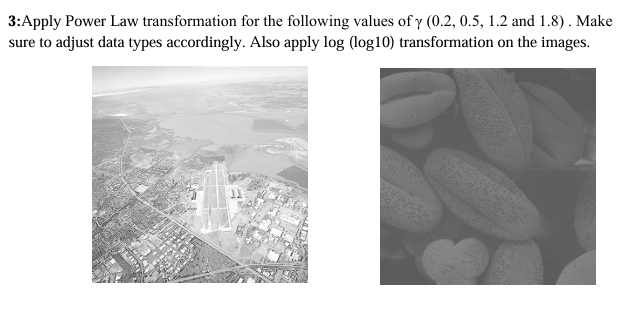 3:Apply Power Law transformation for the following values of γ (0.2, 0.5, 1.2 and 1.8) . Make
sure to adjust data types accordingly. Also apply log (log10) transformation on the images.